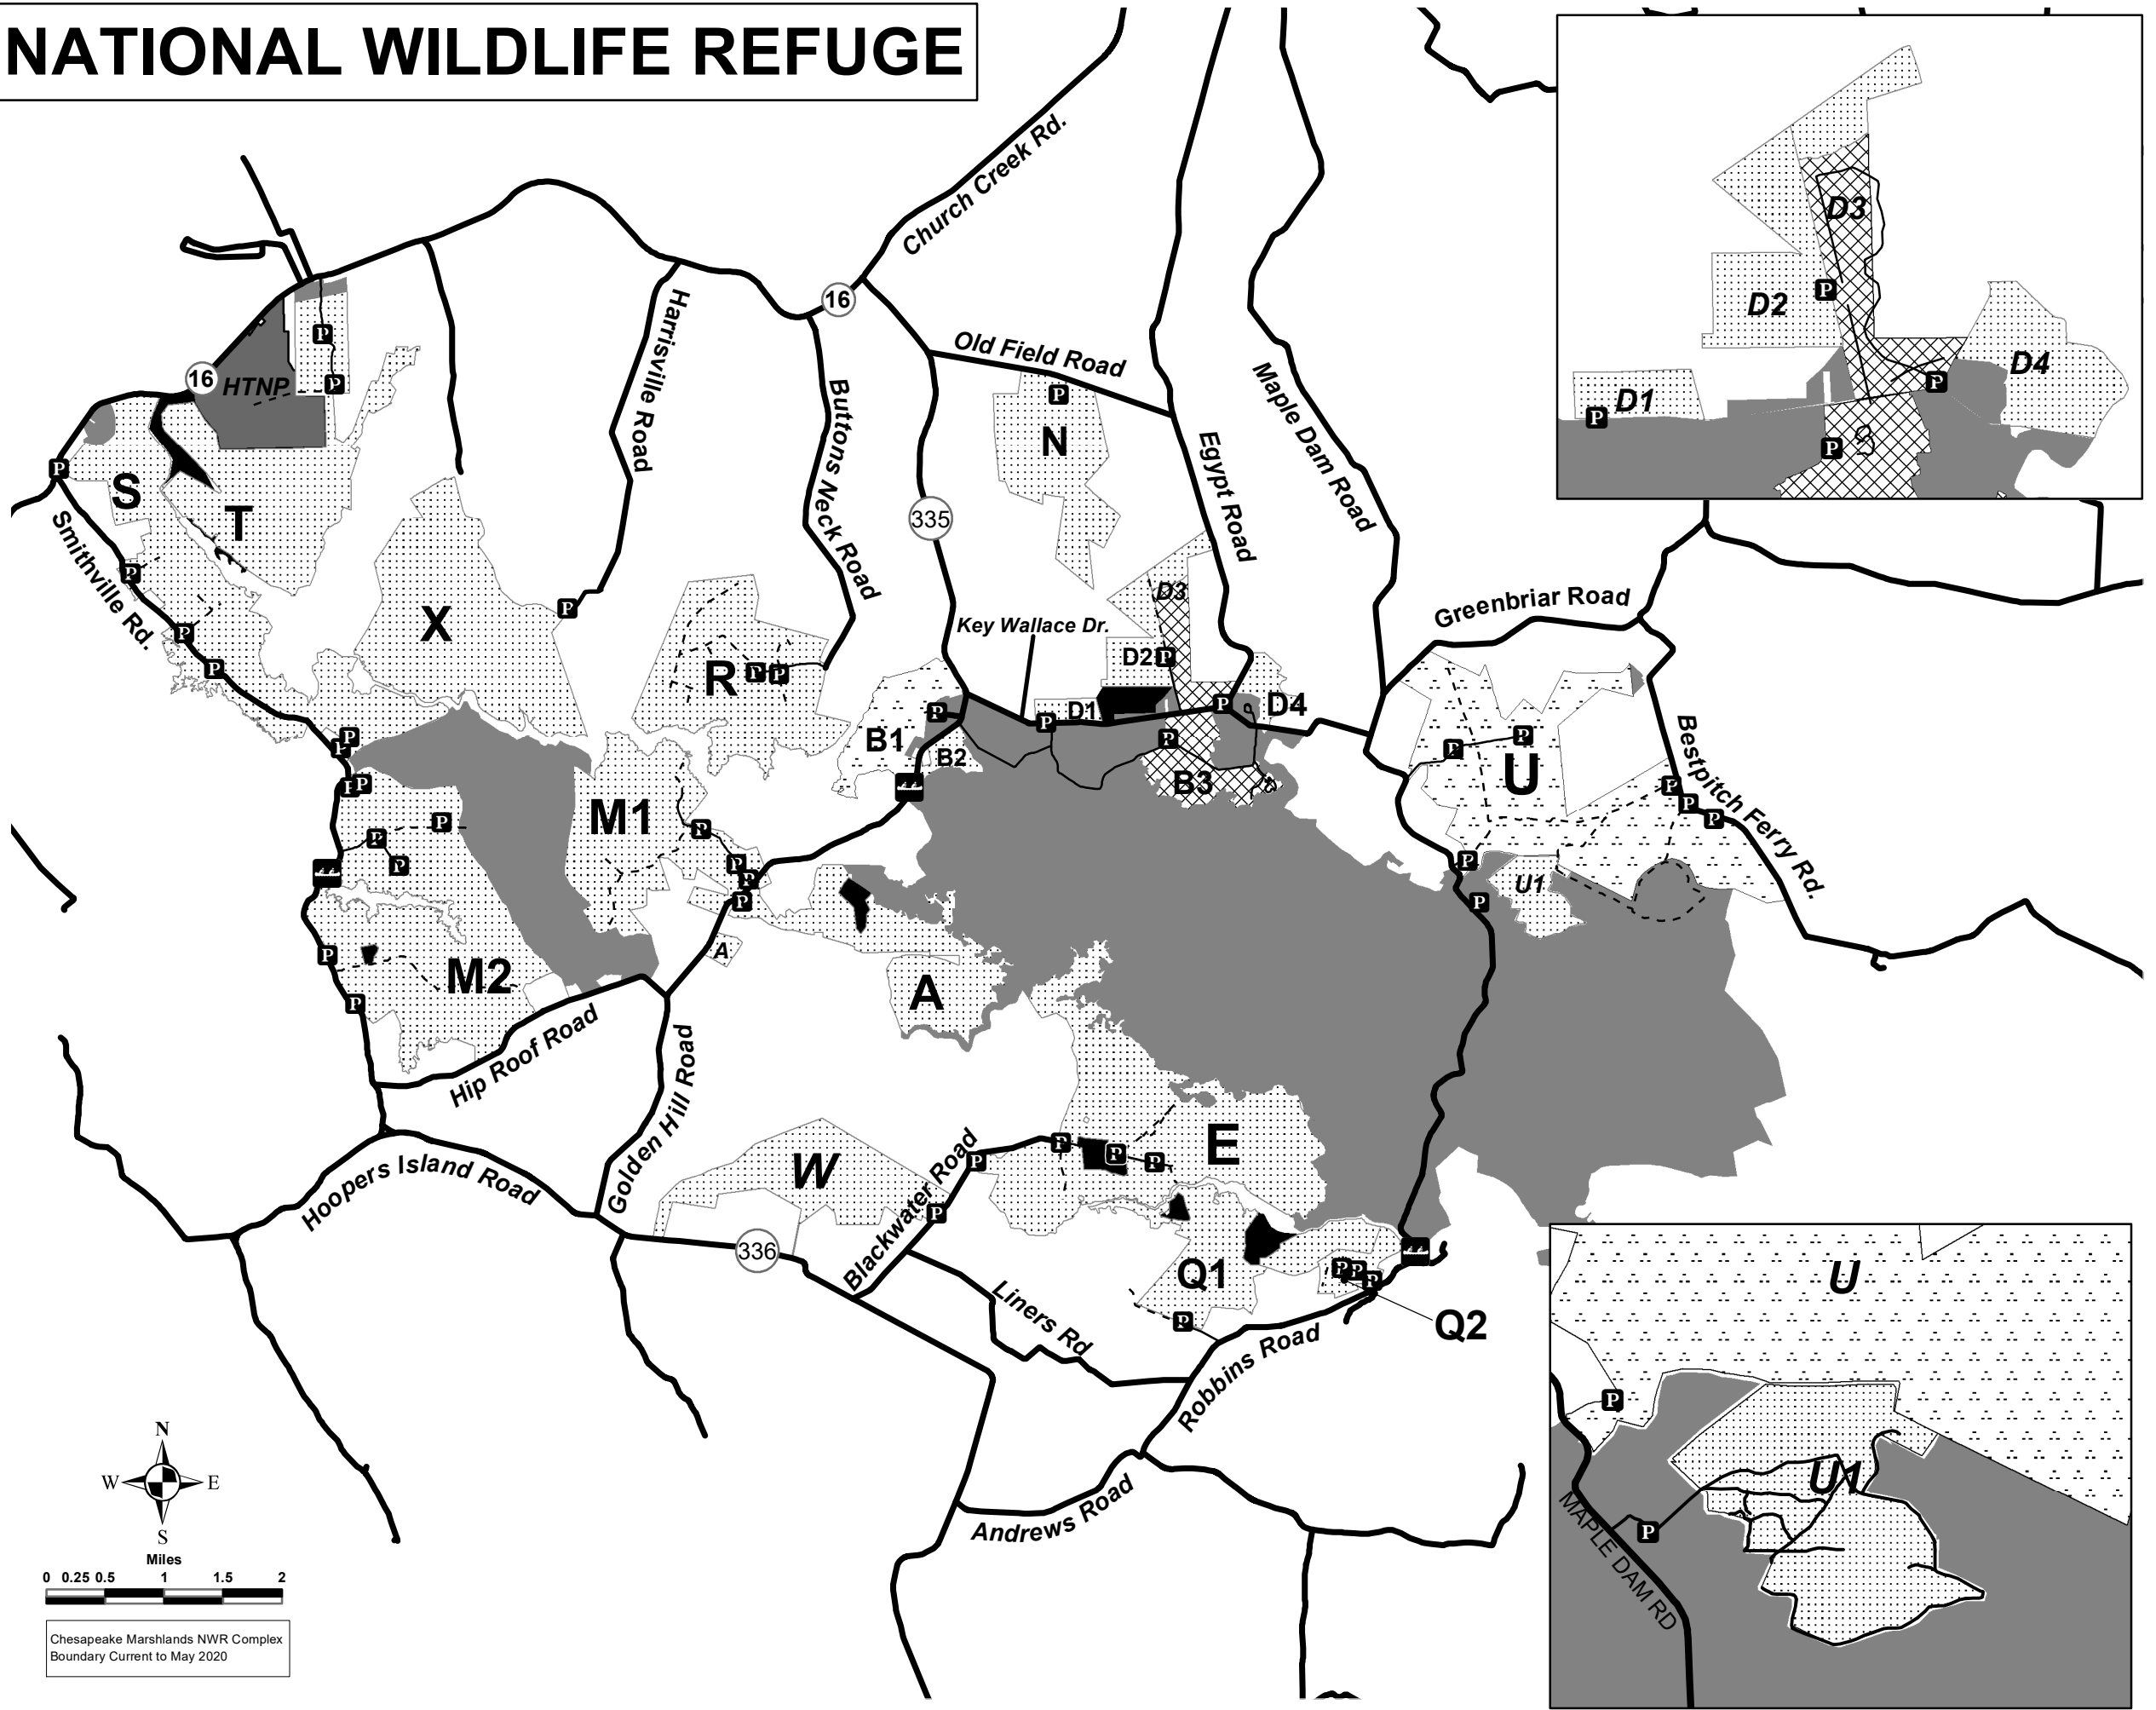 NATIONAL WILDLIFE REFUGE
Church Creek Rd.
16
Old Field Road
Harrisville Road
Buttons Neck Road
335
N
P
Egypt Road
Maple Dam Road
D3
D2
P
D4
D1
P
P
P
16
HTNP
P
P
P
S
T
Smithville Rd.
P
P
P
X
P
R
P
P
Key Wallace Dr.
D3
D2
P
D1
P
P
D4
B1
P
B2
P
B3
Greenbriar Road
U
P
P
P
P
P
Bestpitch Ferry Rd.
P
U1
P
P
P
P
P
M1
P
P
P
P
P
P
P
A
A
P
M2
P
Hip Roof Road
Golden Hill Road
Hoopers Island Road
W
Blackwater Road
P
P
P
P
P
E
336
Q1
P
P
P
P
Q2
Liners Rd
Robbins Road
Andrews Road
U
P
U1
P
MAPLE DAM RD
N
W
E
S
Miles
0 0.25 0.5 1 1.5 2
Chesapeake Marshlands NWR Complex
Boundary Current to May 2020